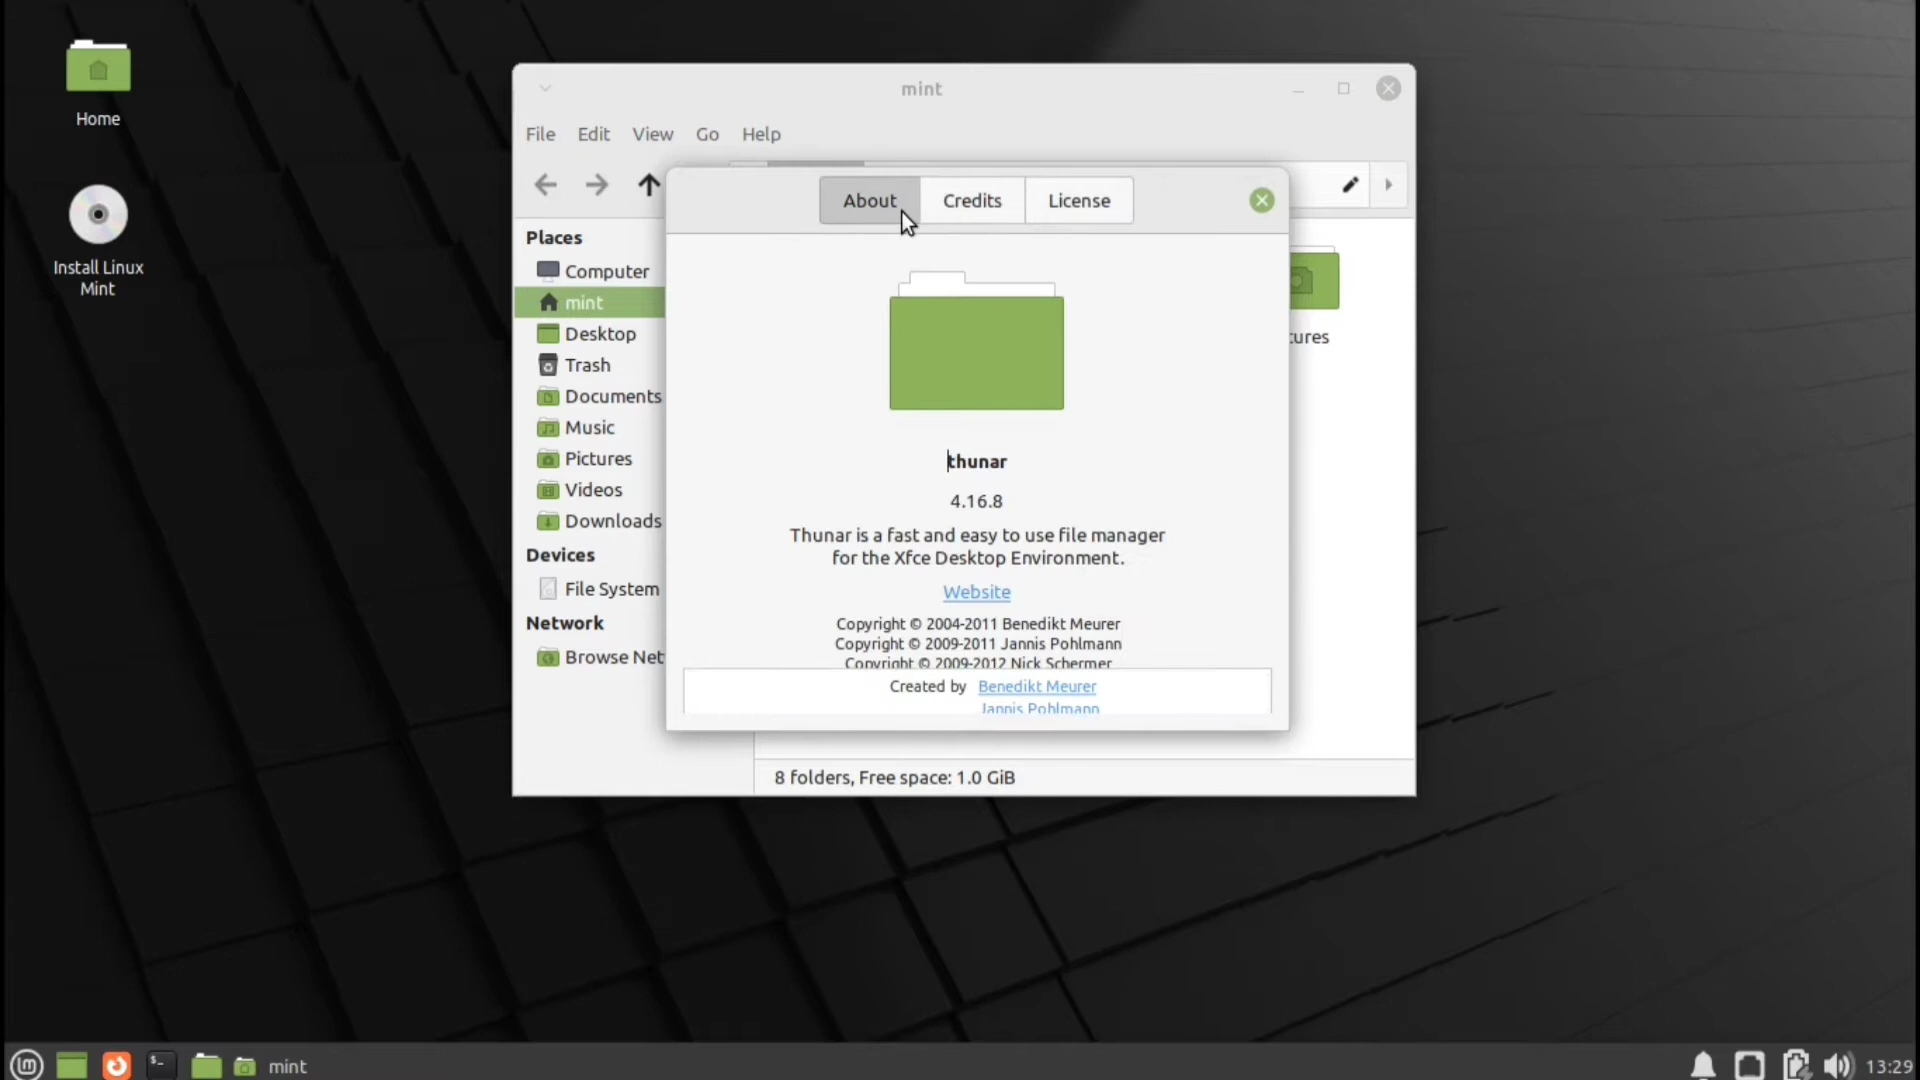 Home
Install Linux
Mint
mint
File Edit View Go Help
About Credits License
Places
Computer
mint
Desktop
Trash
Documents
Music
Pictures
Videos
Downloads
Devices
File System
Network
Browse Net
tures
thunar
4.16.8
Thunar is a fast and easy to use file manager
for the Xfce Desktop Environment.
Website
Copyright © 2004-2011 Benedikt Meurer
Copyright © 2009-2011 Jannis Pohlmann
Copyright © 2009-2012 Nick Schermer
Created by Benedikt Meurer
Jannis Pohlmann
8 folders, Free space: 1.0 GiB
mint
13:29